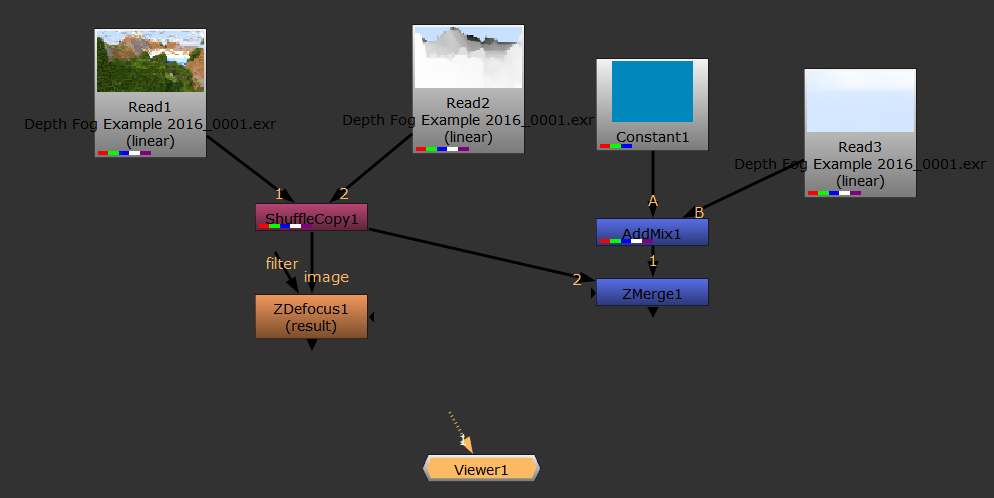 Read1
Depth Fog Example 2016_0001.exr
(linear)
Read2
Depth Fog Example 2016_0001.exr
(linear)
Constant1
Read3
Depth Fog Example 2016_0001.exr
(linear)
1
2
A
B
ShuffleCopy1
AddMix1
filter
image
1
2
ZMerge1
ZDefocus1
(result)
1
Viewer1